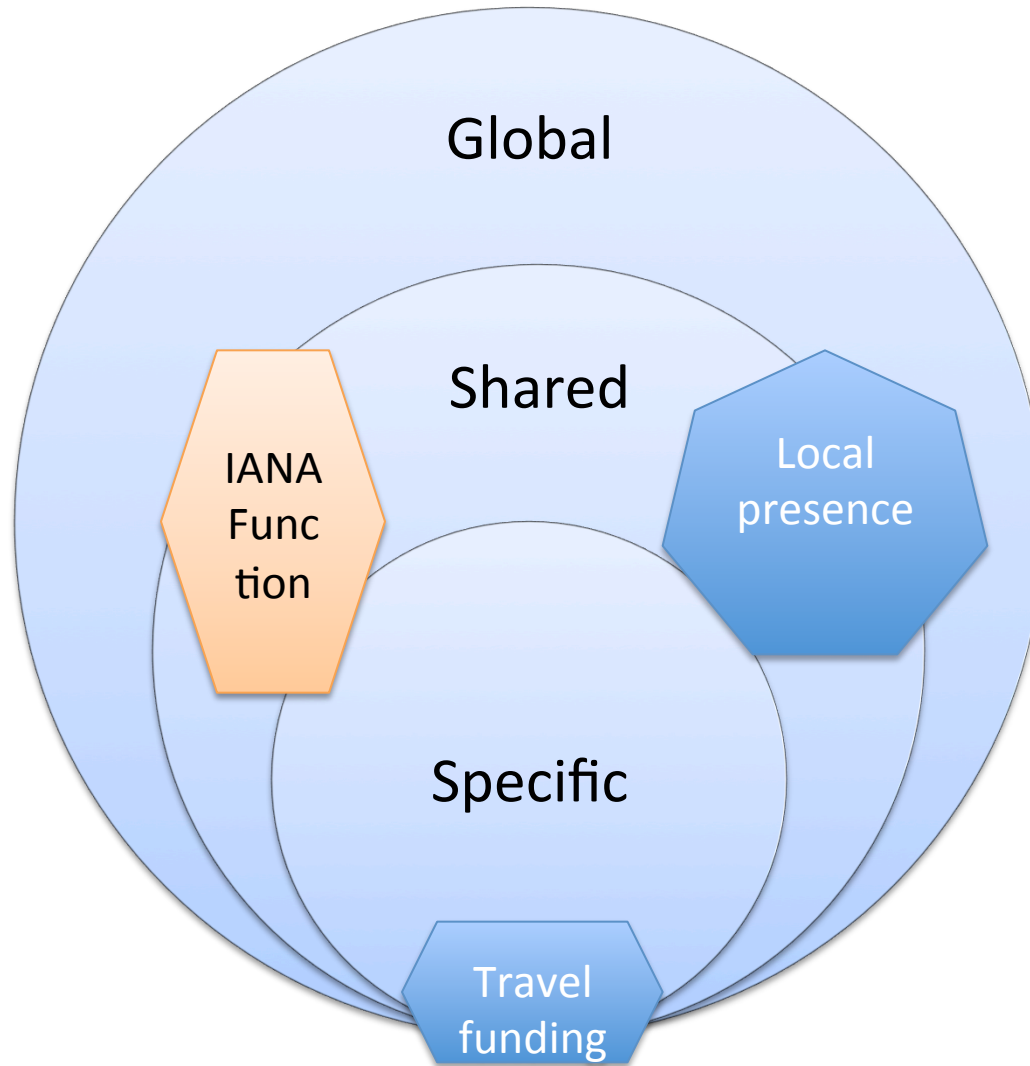 Global
Shared
IANA
Func
tion
Local
presence
Specific
Travel
funding